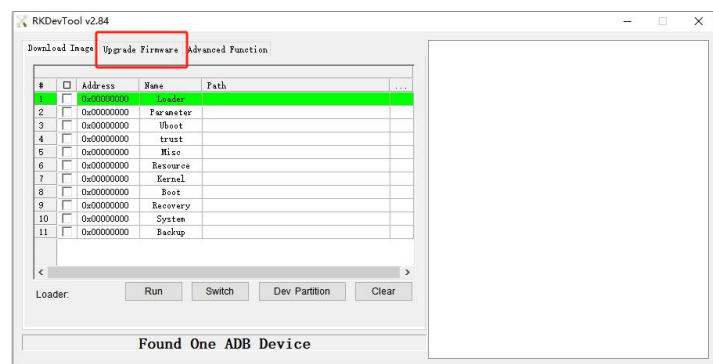 RKDevTool v2.84
Download Image Upgrade Firmware Advanced Function
# Address Name Path ...
1 0x00000000 Loader
2 0x00000000 Parameter
3 0x00000000 Uboot
4 0x00000000 trust
5 0x00000000 Misc
6 0x00000000 Resource
7 0x00000000 Kernel
8 0x00000000 Boot
9 0x00000000 Recovery
10 0x00000000 System
11 0x00000000 Backup
Loader: Run Switch Dev Partition Clear
Found One ADB Device